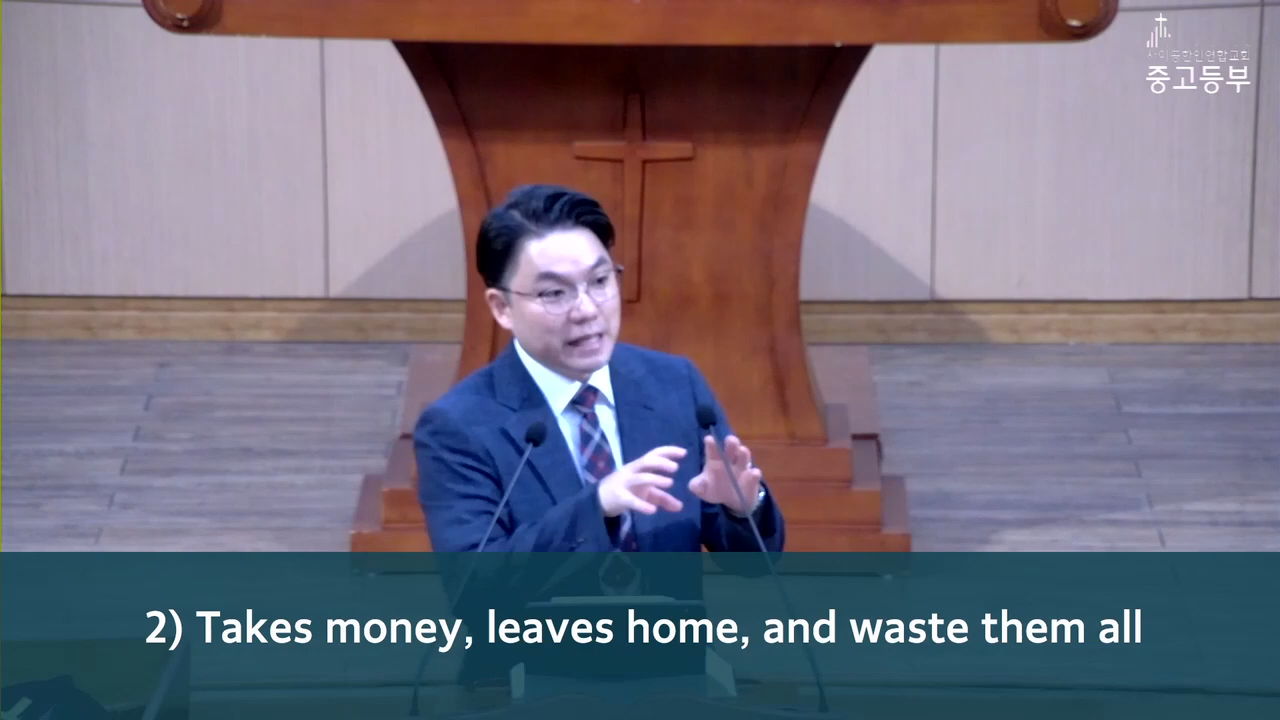 중고등부
2) Takes money, leaves home, and waste them all